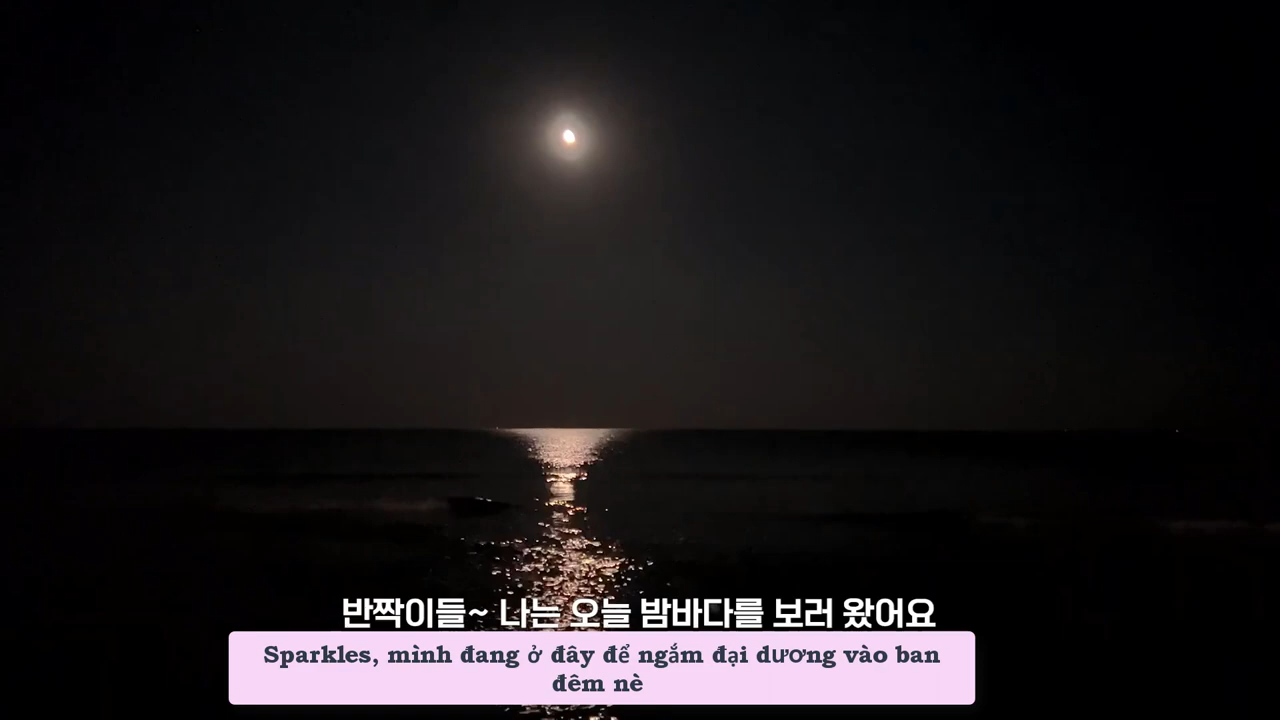 반짝이들~ 나는 오늘 밤바다를 보러 왔어요
Sparkles, mình đang ở đây để ngắm đại dương vào ban
đêm nè